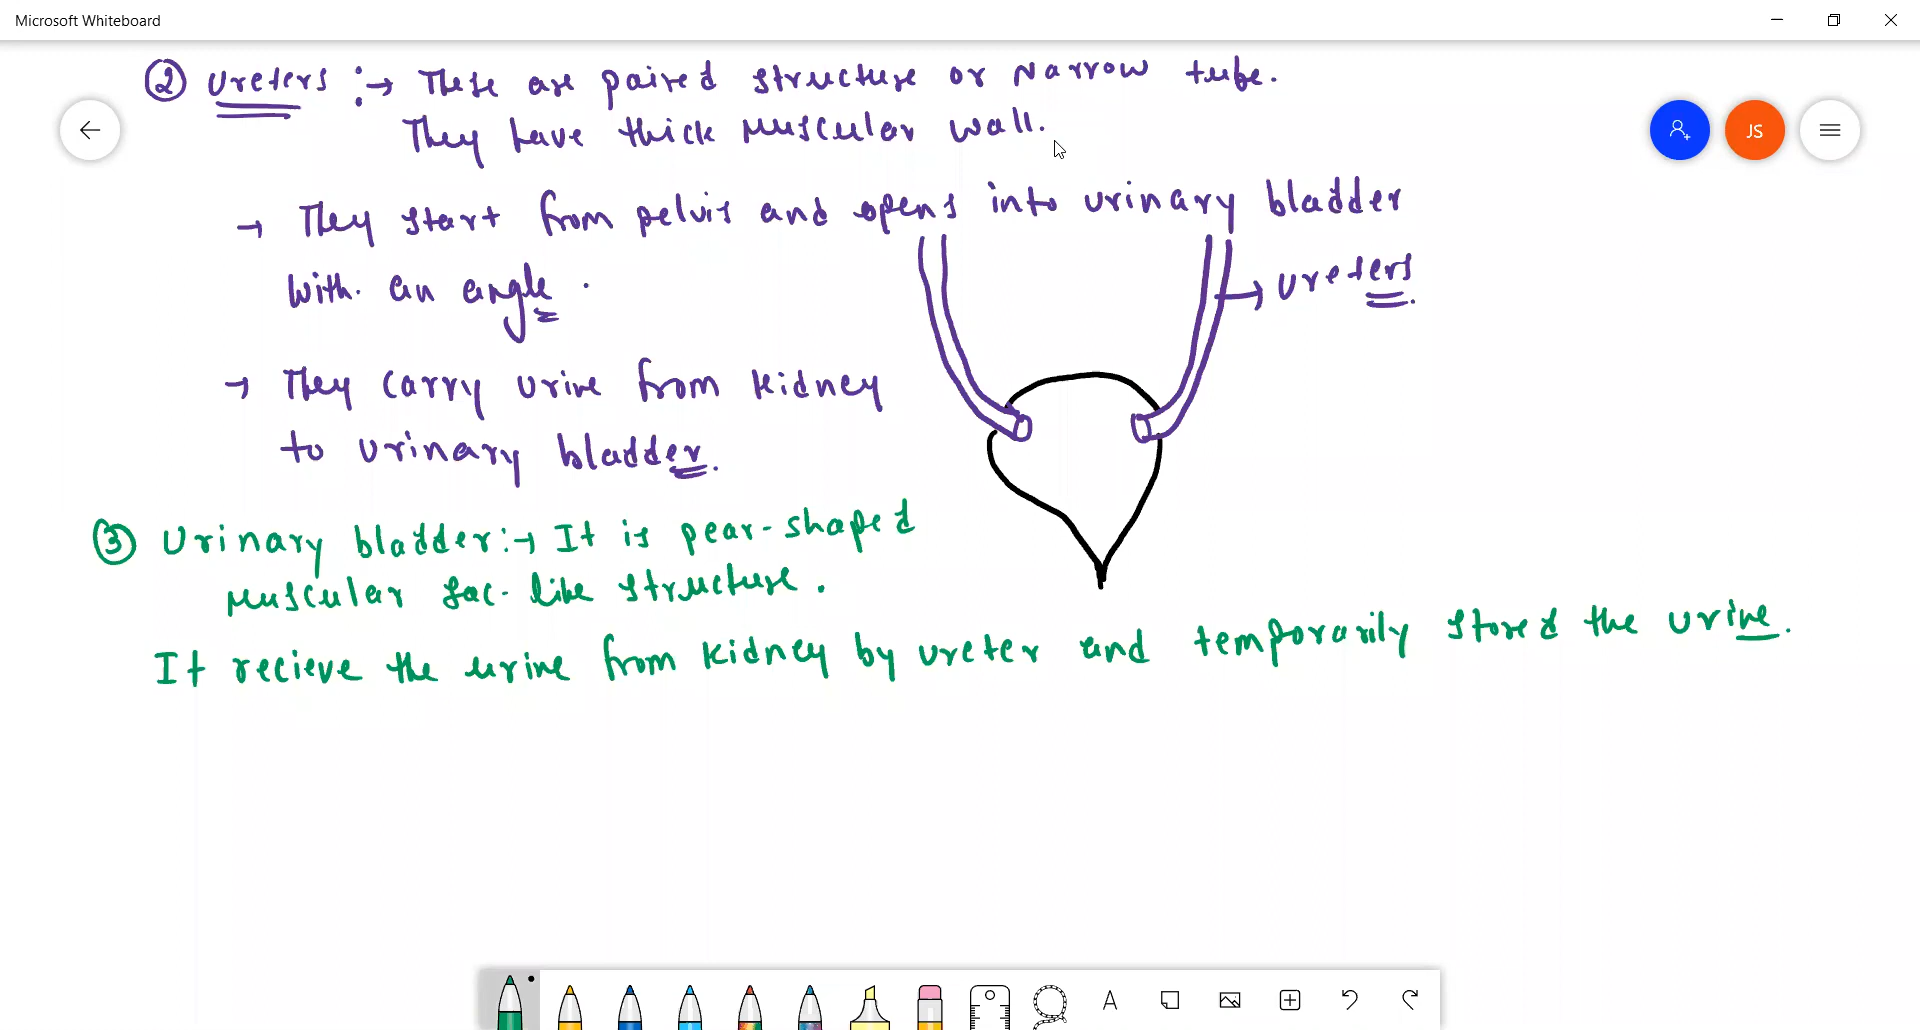 Microsoft Whiteboard
② Ureters :→ These are paired structure or Narrow tube.
They have thick Muscular wall.
JS
→ They start from pelvis and opens into urinary bladder
with. an angle.
→ ureters.
→ They carry urine from kidney
to urinary bladder.
③ Urinary bladder:→ It is pear-shaped
Muscular sac-like structure.
It recieve the urine from kidney by ureter and temporarily stored the urine.
A